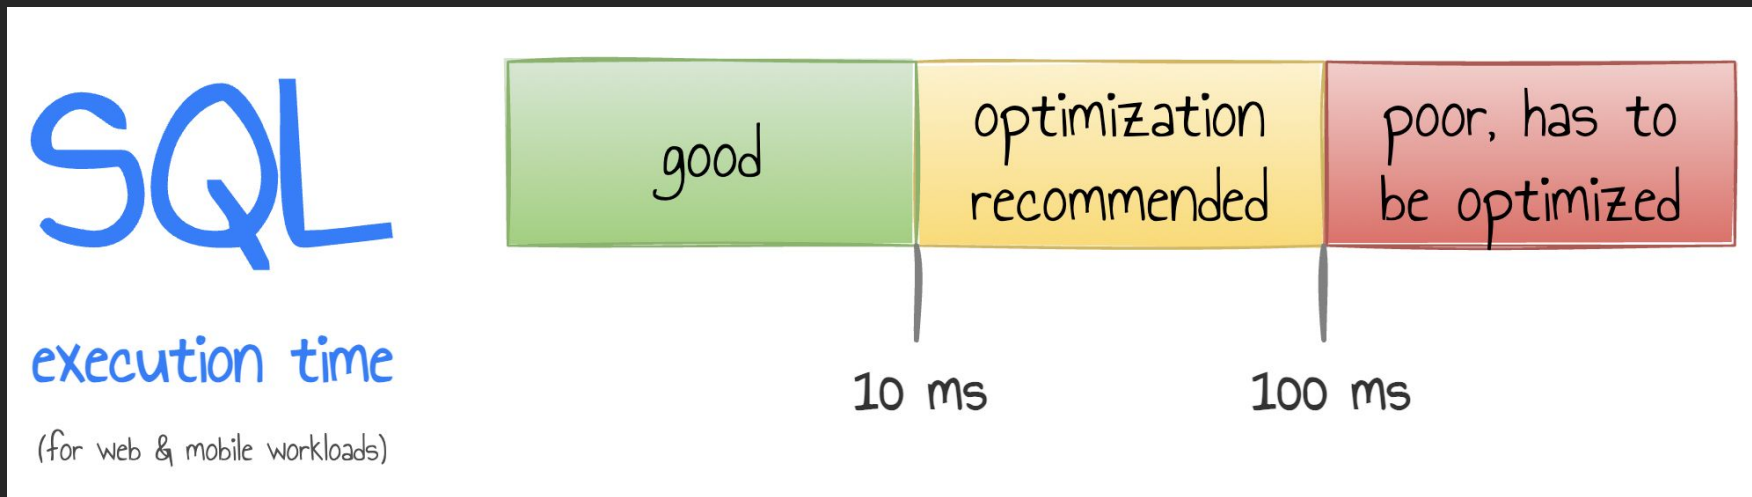 SQL
execution time
(for web & mobile workloads)
good
optimization
recommended
poor, has to
be optimized
10 ms
100 ms